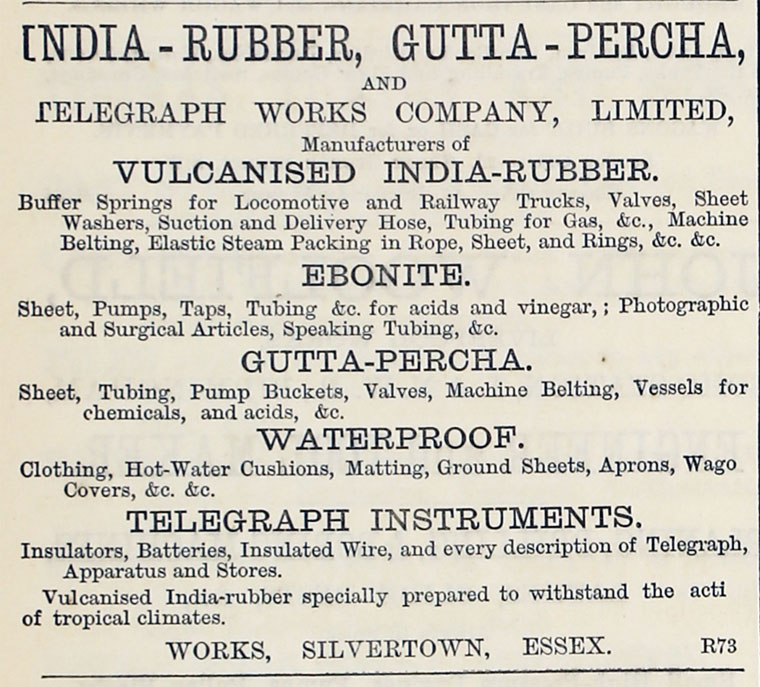 INDIA-RUBBER, GUTTA-PERCHA,
AND
TELEGRAPH WORKS COMPANY, LIMITED,
Manufacturers of
VULCANISED INDIA-RUBBER.
Buffer Springs for Locomotive and Railway Trucks, Valves, Sheet
Washers, Suction and Delivery Hose, Tubing for Gas, &c., Machine
Belting, Elastic Steam Packing in Rope, Sheet, and Rings, &c. &c.
EBONITE.
Sheet, Pumps, Taps, Tubing &c. for acids and vinegar,; Photographic
and Surgical Articles, Speaking Tubing, &c.
GUTTA-PERCHA.
Sheet, Tubing, Pump Buckets, Valves, Machine Belting, Vessels for
chemicals, and acids, &c.
WATERPROOF.
Clothing, Hot-Water Cushions, Matting, Ground Sheets, Aprons, Wago
Covers, &c. &c.
TELEGRAPH INSTRUMENTS.
Insulators, Batteries, Insulated Wire, and every description of Telegraph,
Apparatus and Stores.
Vulcanised India-rubber specially prepared to withstand the acti
of tropical climates.
WORKS, SILVERTOWN, ESSEX. R73